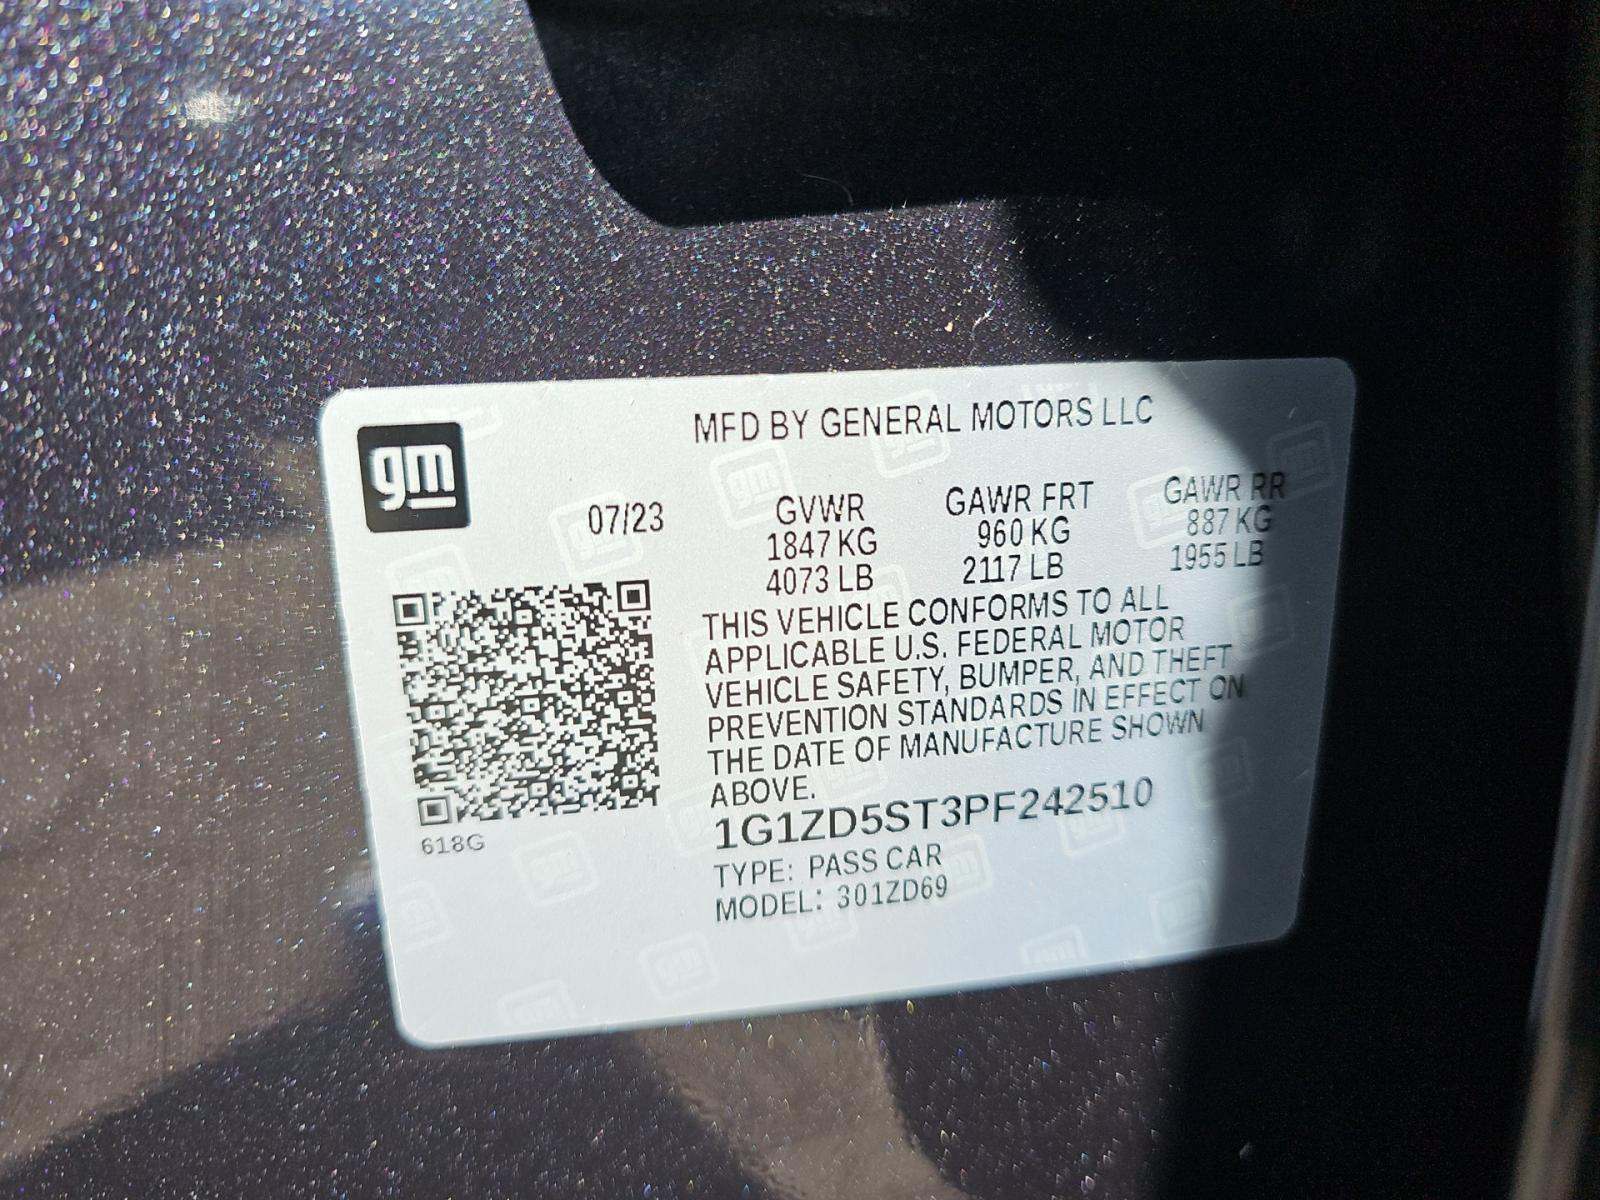 gm
MFD BY GENERAL MOTORS LLC
07/23 GVWR GAWR FRT GAWR RR
1847 KG 960 KG 887 KG
4073 LB 2117 LB 1955 LB
THIS VEHICLE CONFORMS TO ALL
APPLICABLE U.S. FEDERAL MOTOR
VEHICLE SAFETY, BUMPER, AND THEFT
PREVENTION STANDARDS IN EFFECT ON
THE DATE OF MANUFACTURE SHOWN
ABOVE.
1G1ZD5ST3PF242510
TYPE: PASS CAR
MODEL: 301ZD69
618G